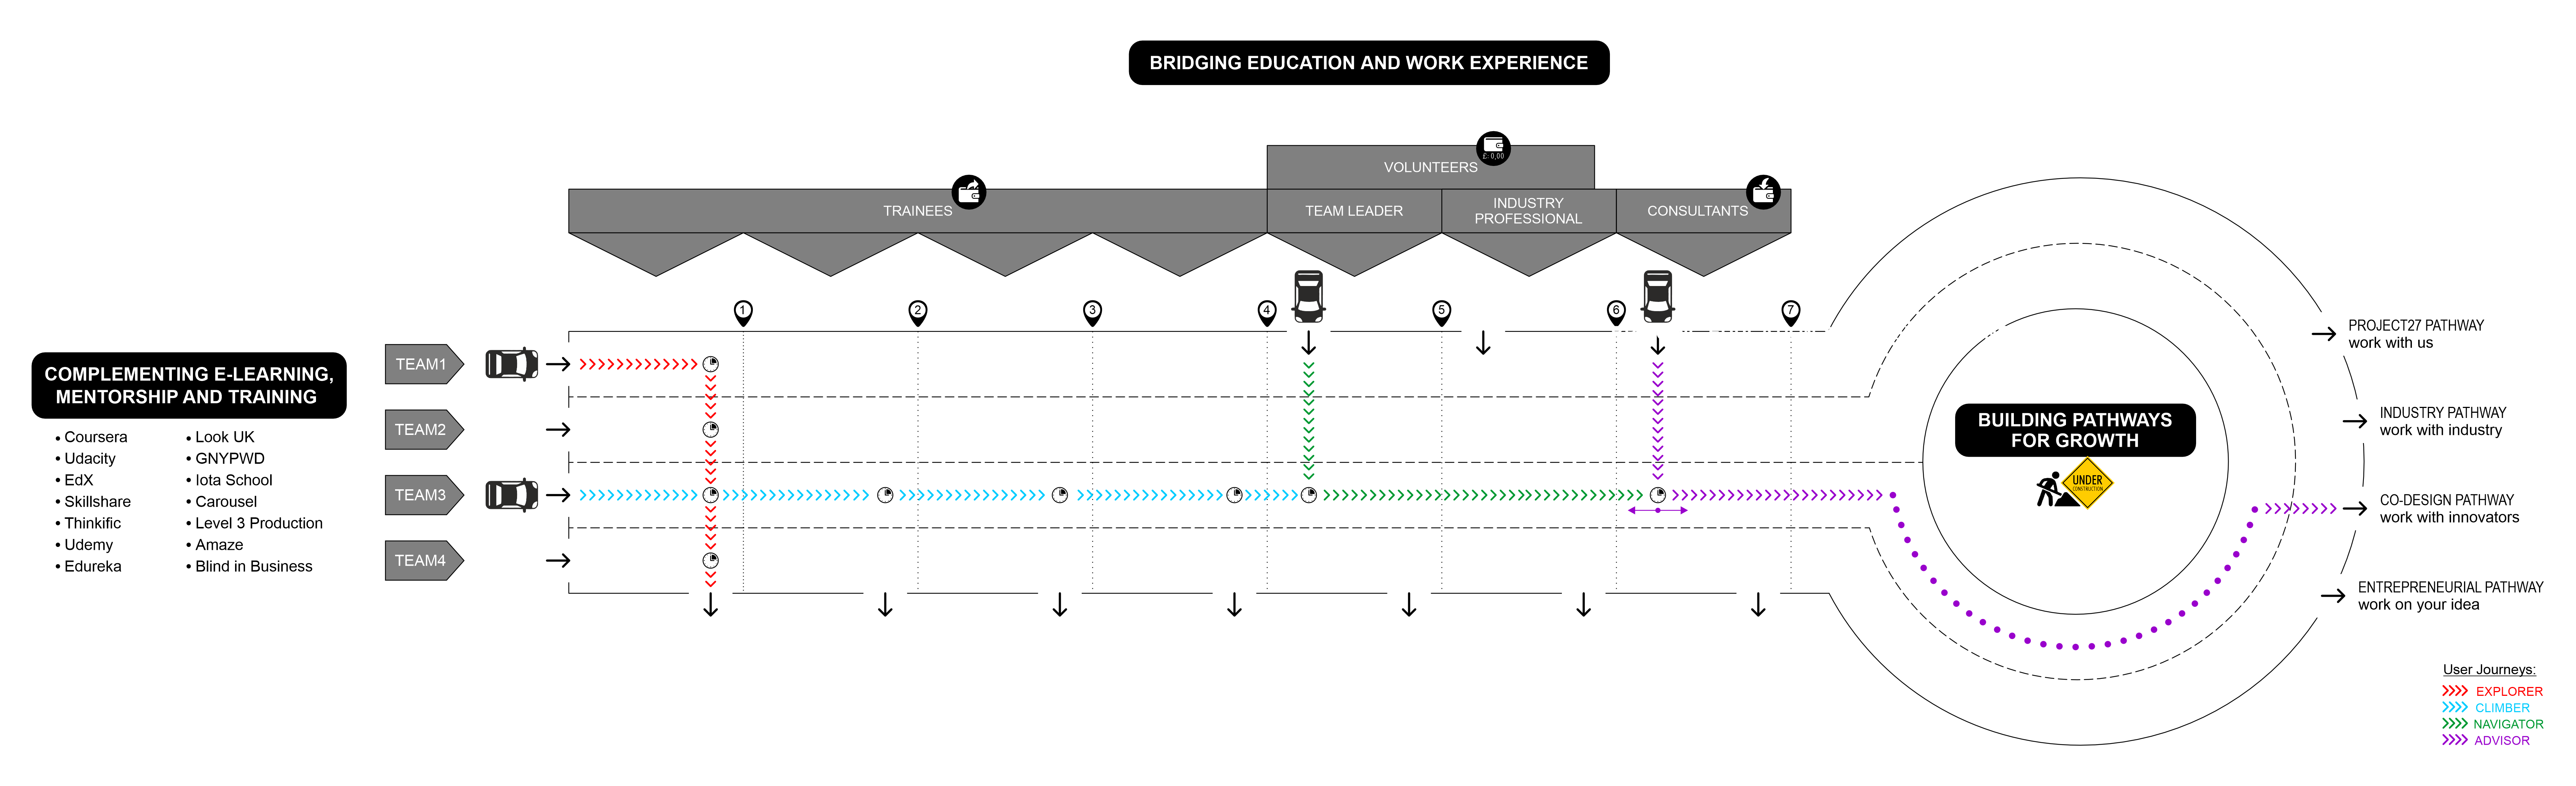 BRIDGING EDUCATION AND WORK EXPERIENCE
VOLUNTEERS
£:0,00
TRAINEES
TEAM LEADER
INDUSTRY
PROFESSIONAL
CONSULTANTS
1
2
3
4
5
6
7
COMPLEMENTING E-LEARNING,
MENTORSHIP AND TRAINING
• Coursera
• Udacity
• EdX
• Skillshare
• Thinkific
• Udemy
• Edureka
• Look UK
• GNYPWD
• Iota School
• Carousel
• Level 3 Production
• Amaze
• Blind in Business
TEAM1
TEAM2
TEAM3
TEAM4
BUILDING PATHWAYS
FOR GROWTH
UNDER
CONSTRUCTION
PROJECT27 PATHWAY
work with us
INDUSTRY PATHWAY
work with industry
CO-DESIGN PATHWAY
work with innovators
ENTREPRENEURIAL PATHWAY
work on your idea
User Journeys:
EXPLORER
CLIMBER
NAVIGATOR
ADVISOR